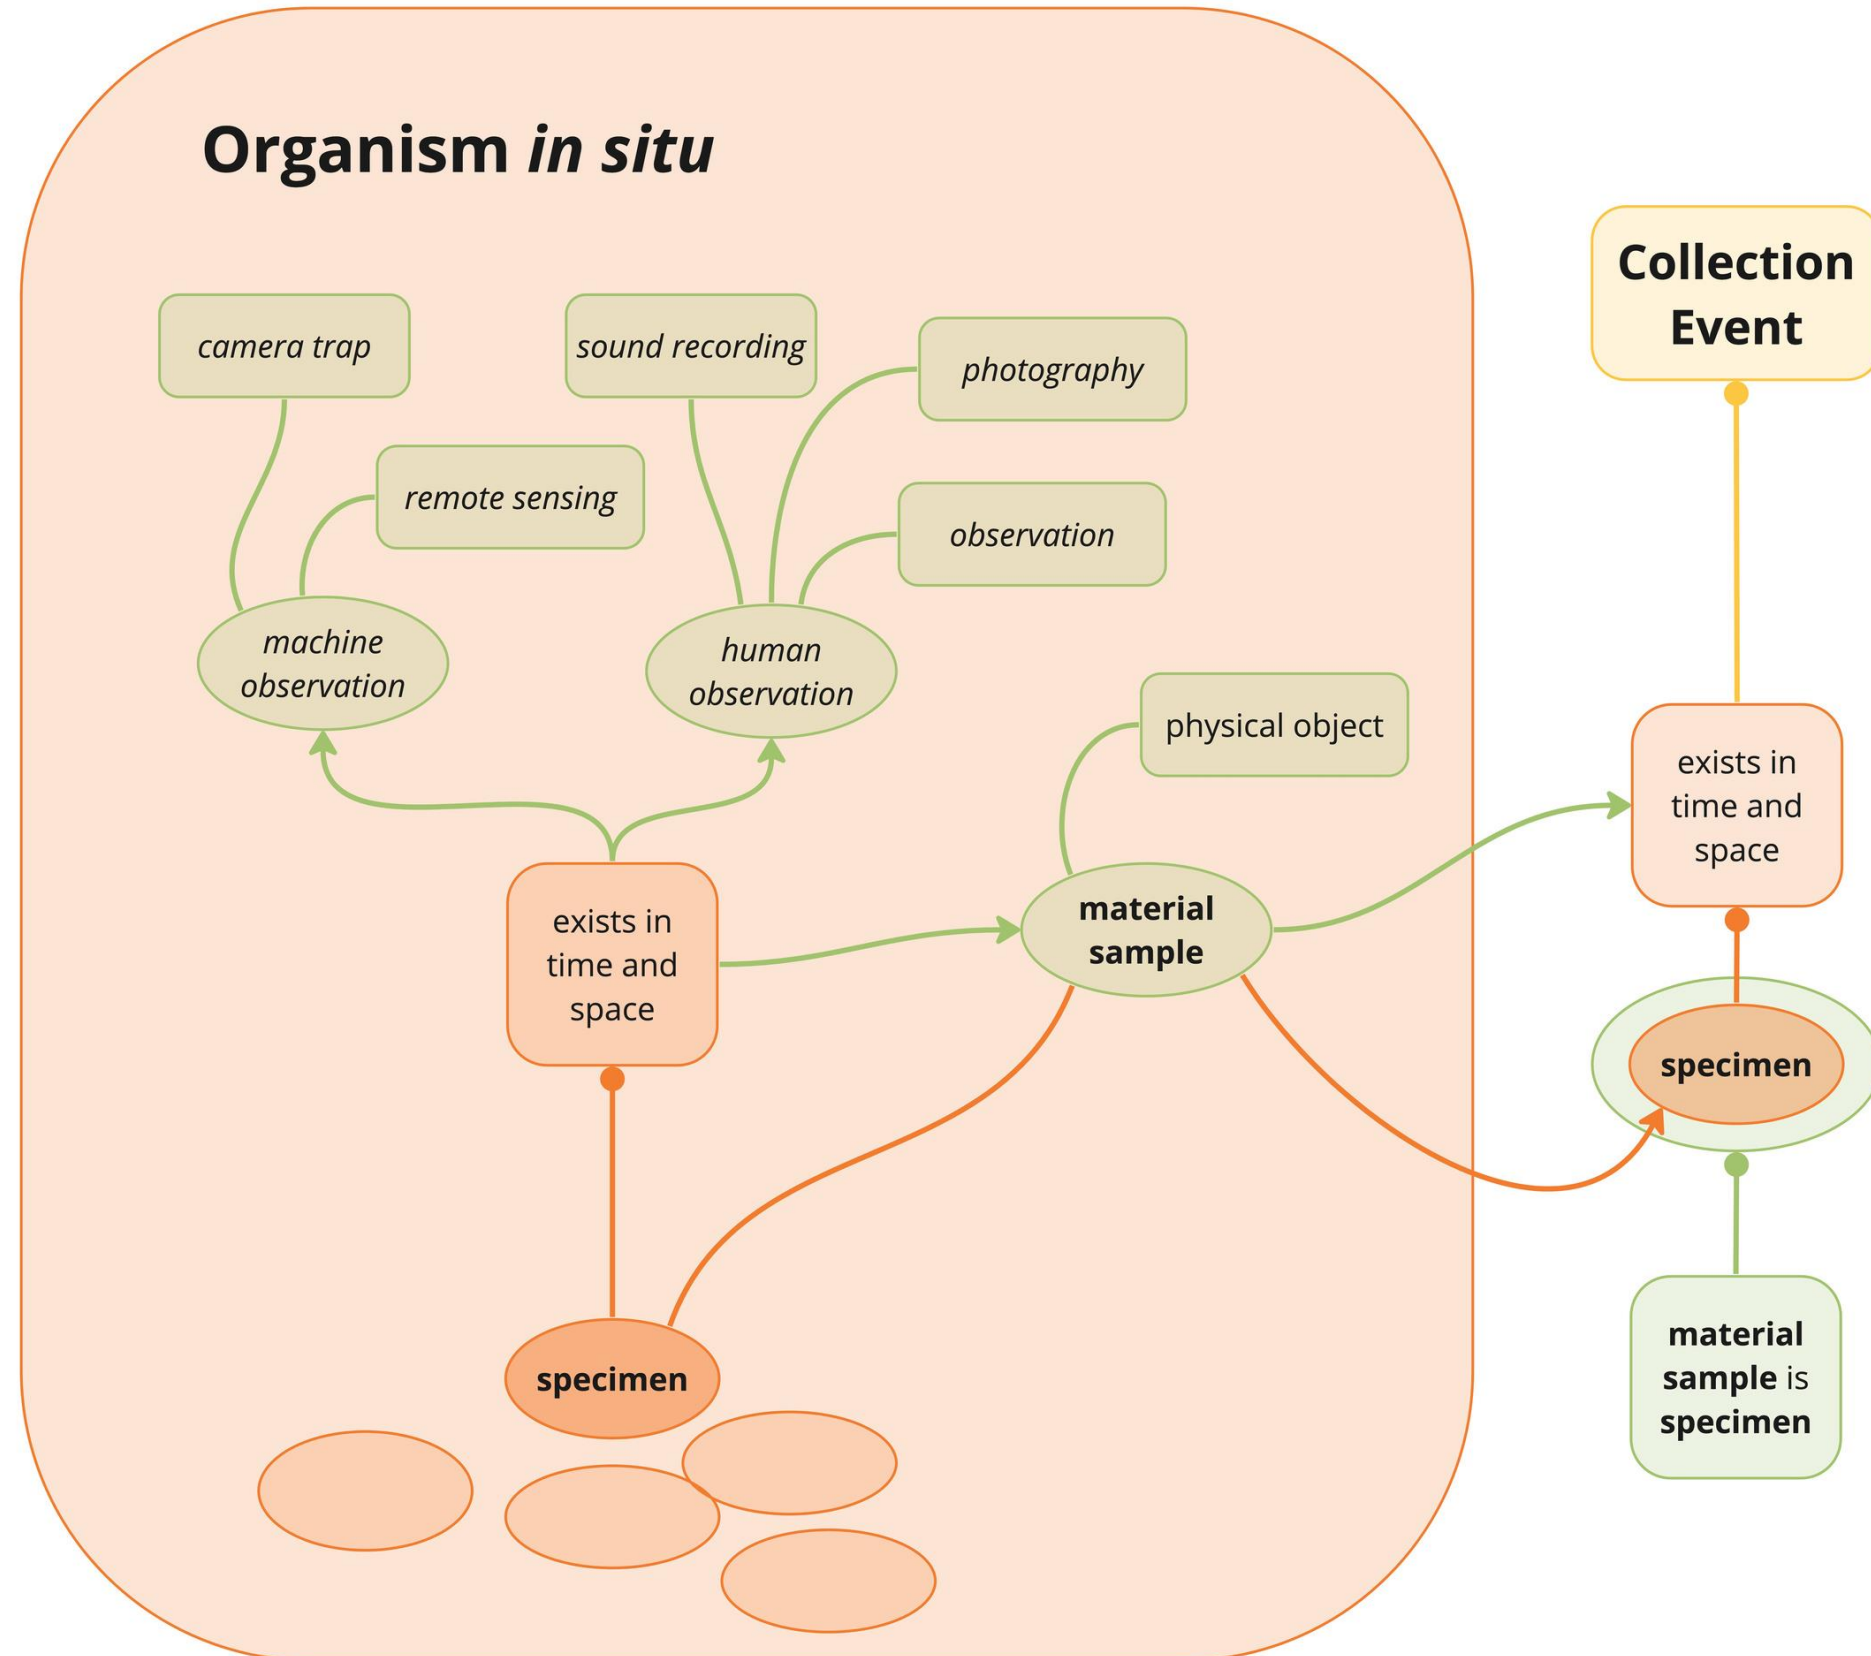 Organism in situ
Collection
Event
camera trap
sound recording
photography
remote sensing
observation
machine
observation
human
observation
physical object
exists in
time and
space
exists in
time and
space
material
sample
specimen
specimen
material
sample is
specimen